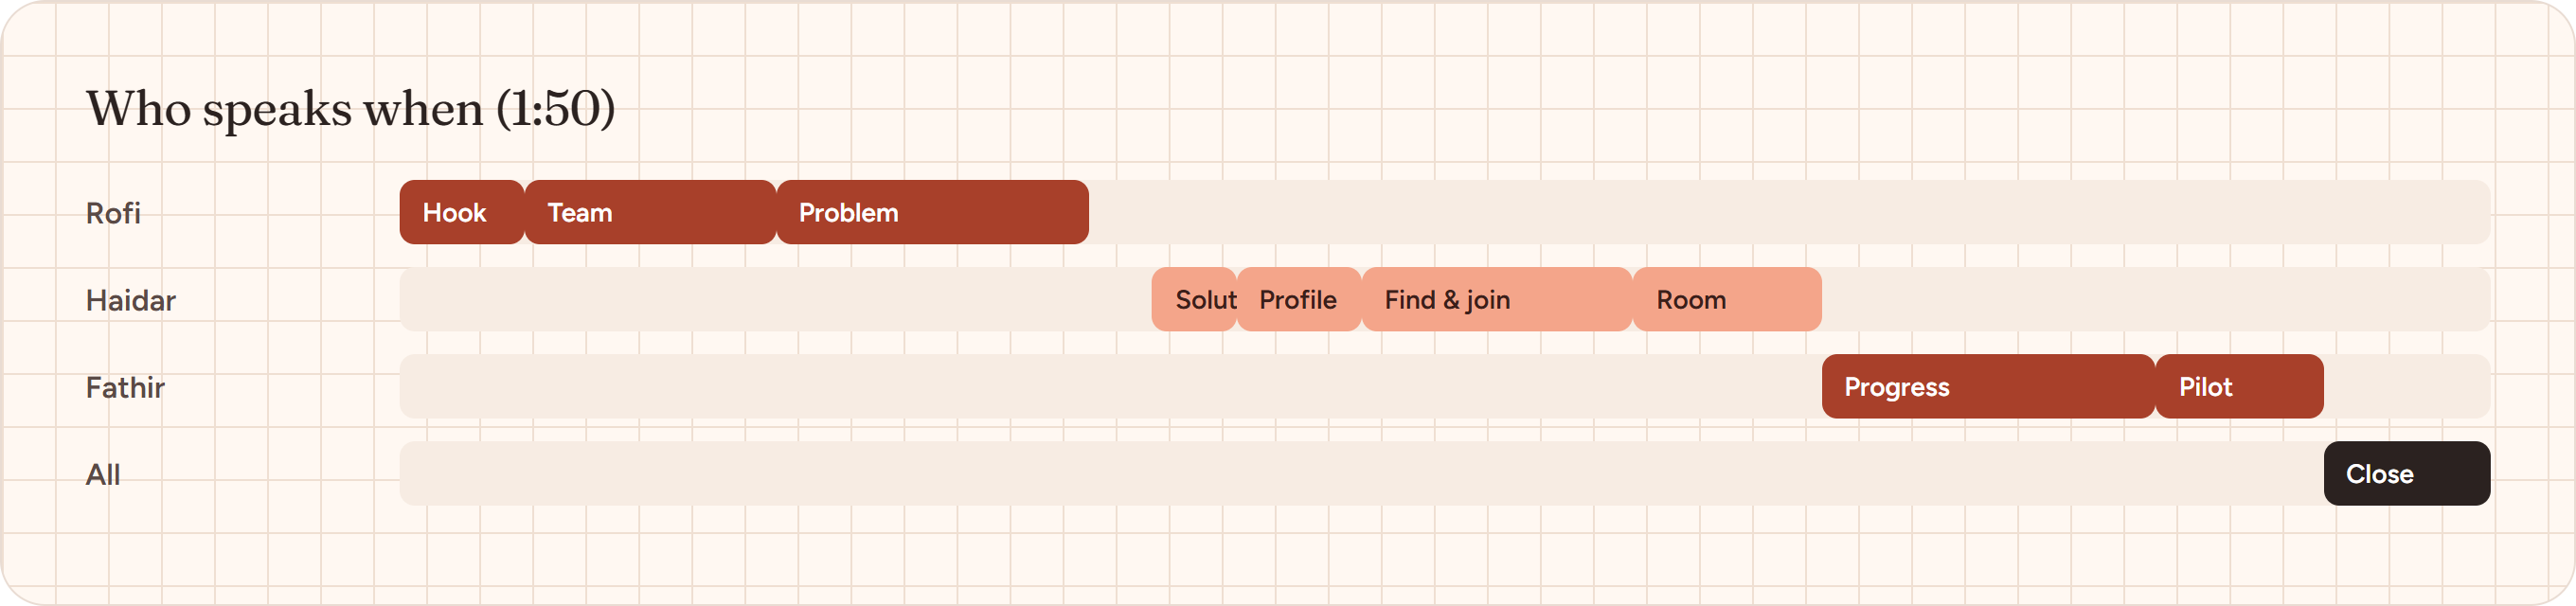 Who speaks when (1:50)
Rofi Hook Team Problem
Haidar Solut Profile Find & join Room
Fathir Progress Pilot
All Close